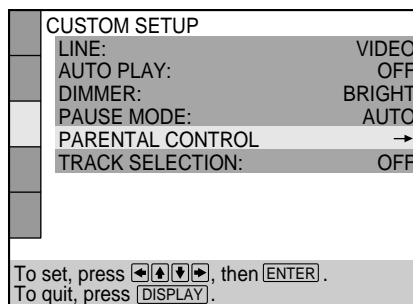 CUSTOM SETUP
LINE: VIDEO
AUTO PLAY: OFF
DIMMER: BRIGHT
PAUSE MODE: AUTO
PARENTAL CONTROL →
TRACK SELECTION: OFF
To set, press ←↑↓→, then ENTER.
To quit, press DISPLAY.